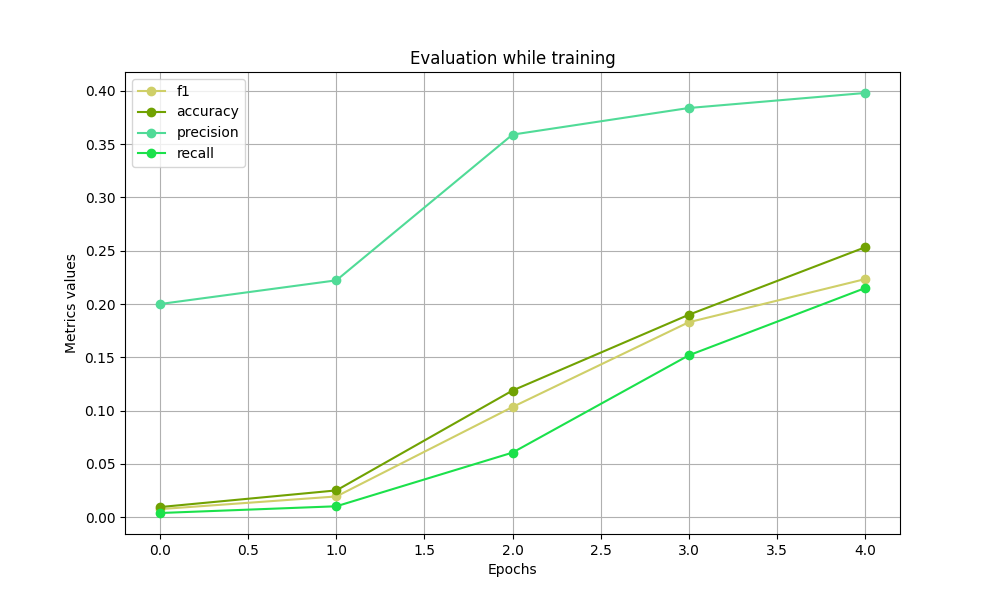 Evaluation while training
f1
accuracy
precision
recall
0.40
0.35
0.30
0.25
0.20
0.15
0.10
0.05
0.00
Metrics values
0.0 0.5 1.0 1.5 2.0 2.5 3.0 3.5 4.0
Epochs